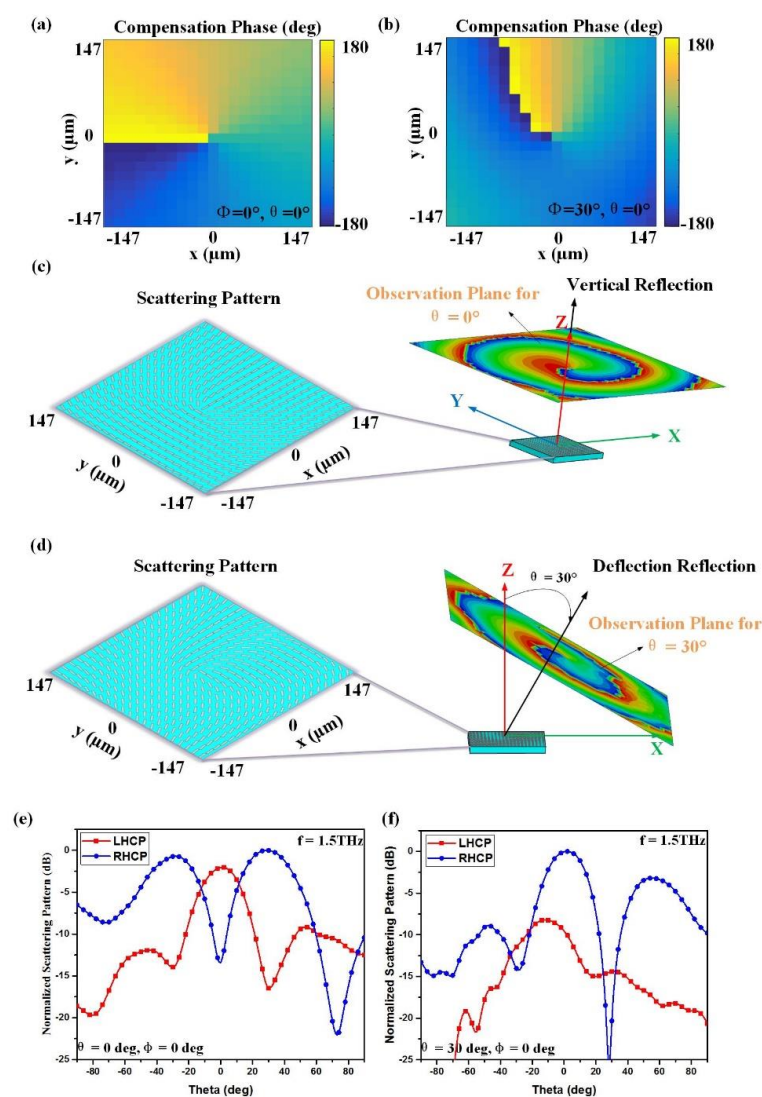 (a)
Compensation Phase (deg)
147
0
-147
y (μm)
-147
0
147
x (μm)
Φ=0°, θ=0°
180
-180
(b)
Compensation Phase (deg)
147
0
-147
y (μm)
-147
0
147
x (μm)
Φ=30°, θ=0°
180
-180
(c)
Scattering Pattern
147
0
y (μm)
-147
-147
0
x (μm)
147
Observation Plane for
θ = 0°
Vertical Reflection
Z
Y
X
(d)
Scattering Pattern
147
0
y (μm)
-147
-147
0
x (μm)
147
Z
θ = 30°
Deflection Reflection
Observation Plane for
θ = 30°
X
(e)
LHCP
RHCP
f = 1.5THz
Normalized Scattering Pattern (dB)
0
-5
-10
-15
-20
-25
θ = 0 deg, Φ = 0 deg
-80
-60
-40
-20
0
20
40
60
80
Theta (deg)
(f)
LHCP
RHCP
f = 1.5THz
Normalized Scattering Pattern (dB)
0
-5
-10
-15
-20
-25
θ = 30 deg, Φ = 0 deg
-80
-60
-40
-20
0
20
40
60
80
Theta (deg)